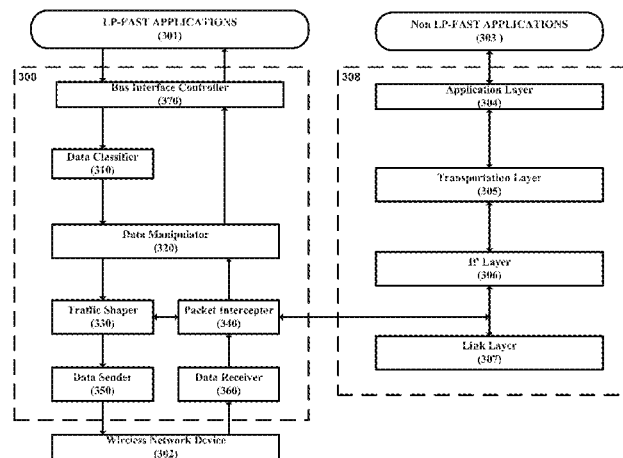 LP-FAST APPLICATIONS
(301)
Non LP-FAST APPLICATIONS
(303 )
300
Bus Interface Controller
(370)
Data Classifier
(310)
Data Manipulator
(320)
Traffic Shaper
(330)
Packet Intercepter
(340)
Data Sender
(350)
Data Receiver
(360)
Wireless Network Device
(302)
308
Application Layer
(304)
Transportation Layer
(305)
IP Layer
(306)
Link Layer
(307)